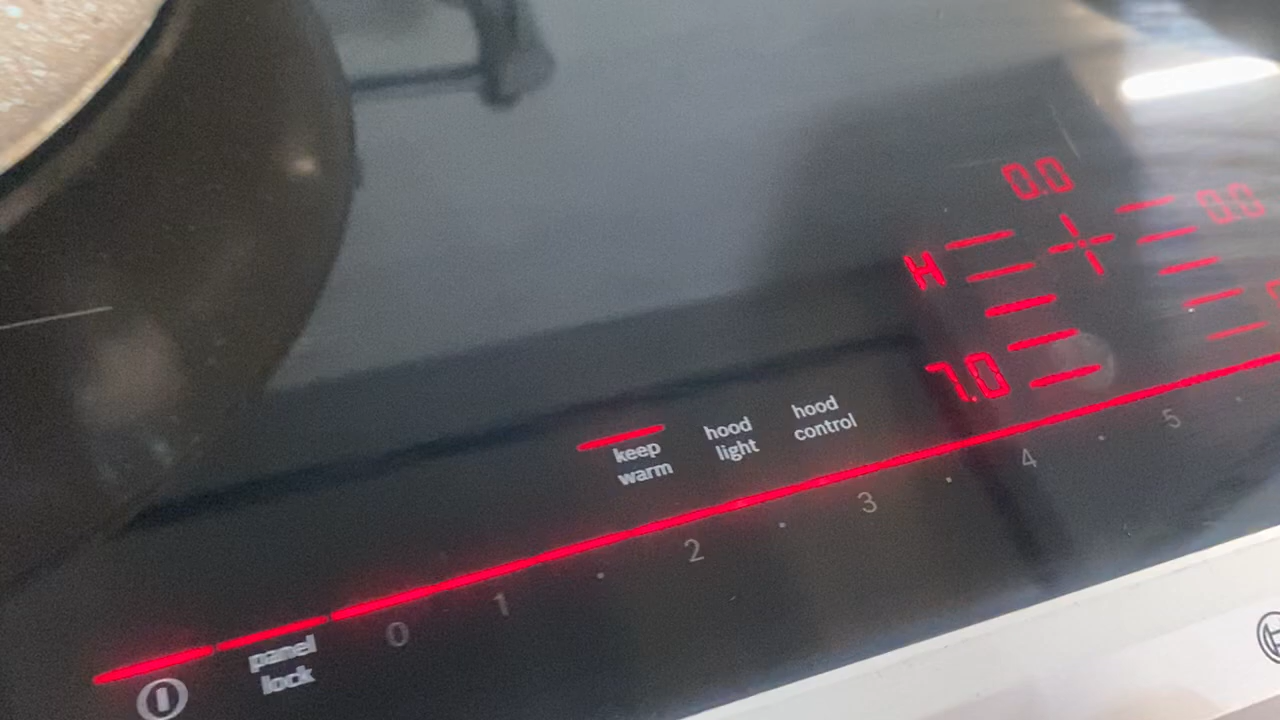 0.0
0.0
H
7.0
keep
warm
hood
light
hood
control
panel
lock
0 1 · 2 · 3 · 4 · 5